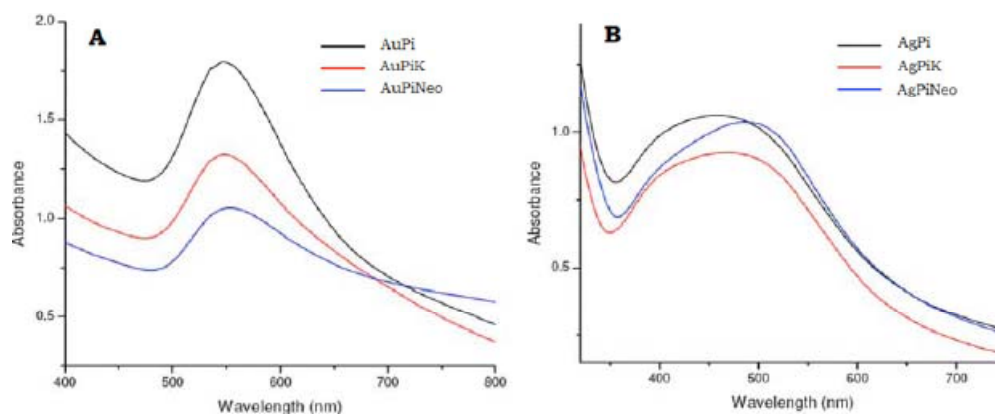 A
AuPi
AuPiK
AuPiNeo
2.0
1.5
1.0
0.5
Absorbance
400
500
600
700
800
Wavelength (nm)
B
AgPi
AgPiK
AgPiNeo
1.0
0.5
Absorbance
400
500
600
700
Wavelength (nm)